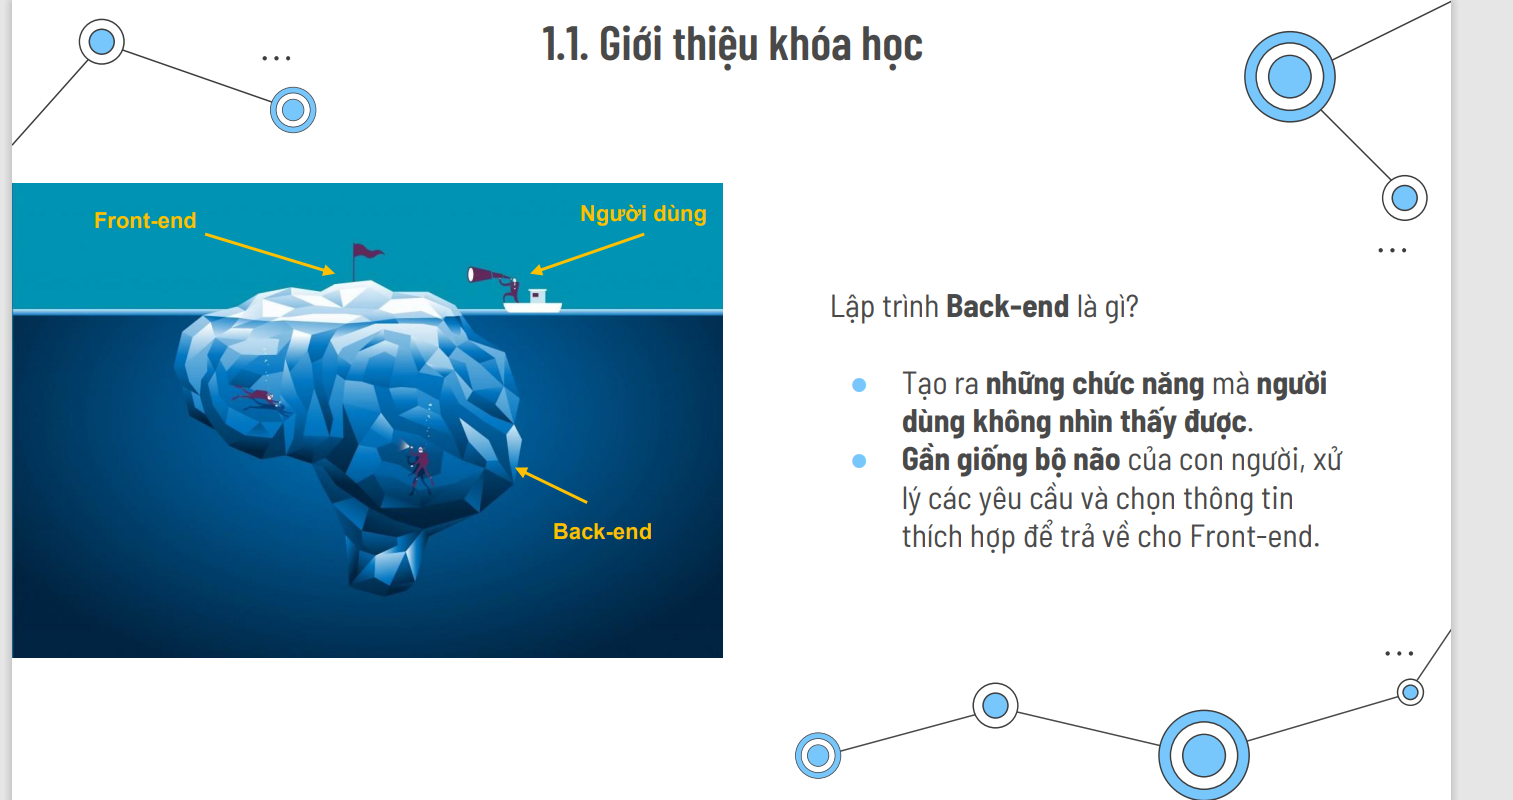 1.1. Giới thiệu khóa học
Front-end
Người dùng
Back-end
Lập trình Back-end là gì?
Tạo ra những chức năng mà người
dùng không nhìn thấy được.
Gần giống bộ não của con người, xử
lý các yêu cầu và chọn thông tin
thích hợp để trả về cho Front-end.